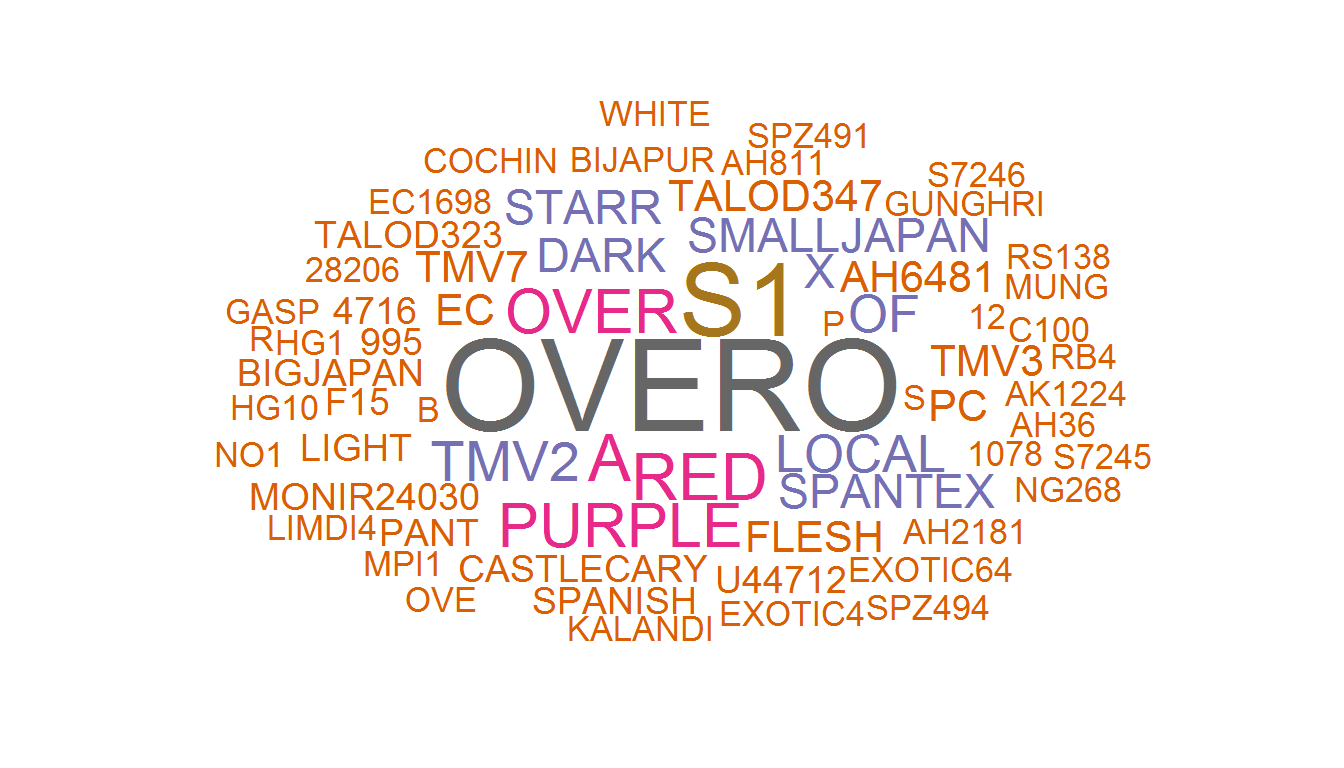 WHITE
SPZ491
COCHIN BIJAPUR AH811
S7246
EC1698 STARR TALOD347 GUNGHRI
TALOD323 DARK SMALLJAPAN
28206 TMV7 X AH6481 RS138
MUNG
GASP 4716 EC OVER S1 P OF 12 C100
R HG1 995
TMV3 RB4
BIGJAPAN OVERO
HG10 F15 B S PC AK1224
AH36
NO1 LIGHT TMV2 A RED LOCAL 1078 S7245
MONIR24030 SPANTEX NG268
LIMDI4 PANT PURPLE FLESH AH2181
MPI1 CASTLECARY U44712 EXOTIC64
OVE SPANISH EXOTIC4 SPZ494
KALANDI